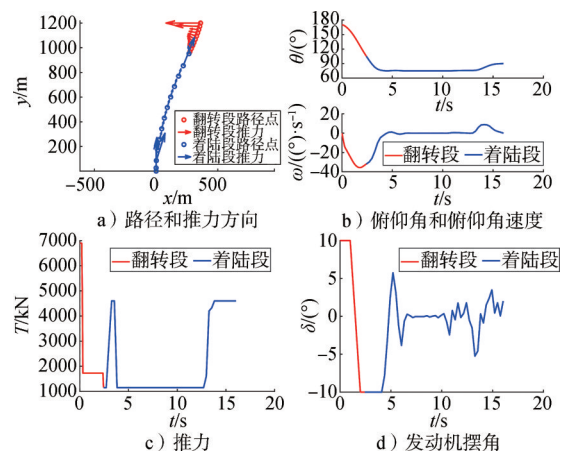 1200
1000
800
600
400
200
y/m
翻转段路径点
翻转段推力
着陆段路径点
着陆段推力
−500 0 500
x/m
a）路径和推力方向
180
150
120
90
60
θ/(°)
0 5 10 15 20
t/s
20
0
−20
−40
ω/((°)·s⁻¹)
翻转段 着陆段
0 5 10 15 20
t/s
b）俯仰角和俯仰角速度
7000
6000
5000
4000
3000
2000
1000
T/kN
翻转段 着陆段
0 5 10 15 20
t/s
c）推力
10
5
0
−5
−10
δ/(°)
翻转段 着陆段
0 5 10 15 20
t/s
d）发动机摆角